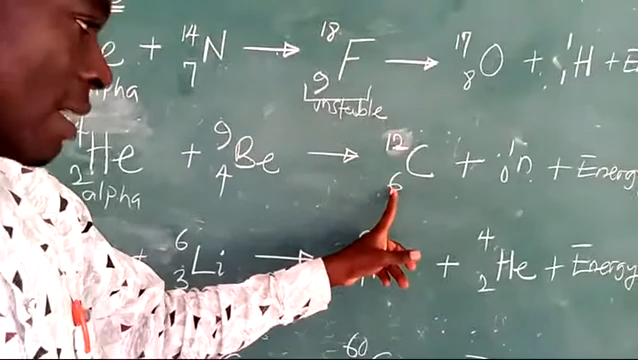 e + ¹⁴₇N → ¹⁸₉F → ¹⁷₈O + ¹₁H + E
alpha
unstable
⁴₂He + ⁹₄Be → ¹²₆C + ¹₀n + Energy
alpha
+ ⁶₃Li → + ⁴₂He + Energy
60